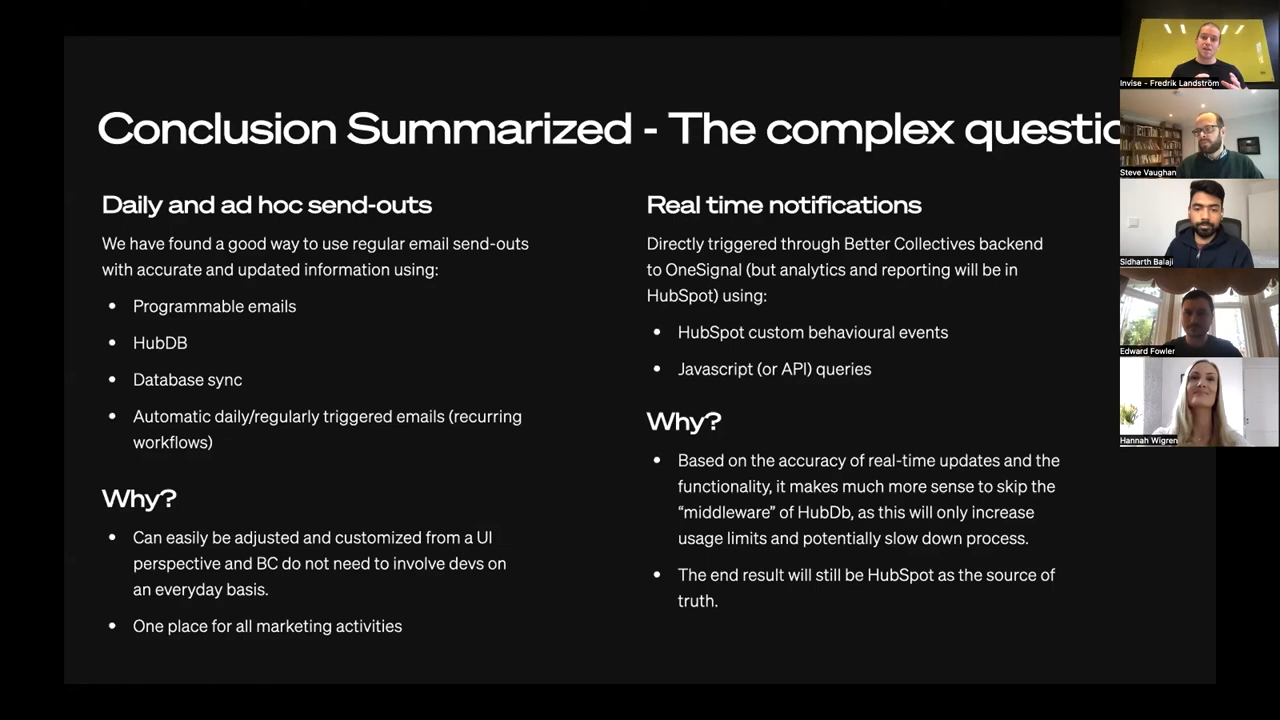 Conclusion Summarized - The complex questio
Daily and ad hoc send-outs
We have found a good way to use regular email send-outs
with accurate and updated information using:
• Programmable emails
• HubDB
• Database sync
• Automatic daily/regularly triggered emails (recurring
workflows)
Why?
• Can easily be adjusted and customized from a UI
perspective and BC do not need to involve devs on
an everyday basis.
• One place for all marketing activities
Real time notifications
Directly triggered through Better Collectives backend
to OneSignal (but analytics and reporting will be in
HubSpot) using:
• HubSpot custom behavioural events
• Javascript (or API) queries
Why?
• Based on the accuracy of real-time updates and the
functionality, it makes much more sense to skip the
“middleware” of HubDb, as this will only increase
usage limits and potentially slow down process.
• The end result will still be HubSpot as the source of
truth.
Invise - Fredrik Landström
Steve Vaughan
Sidharth Balaji
Edward Fowler
Hannah Wigren